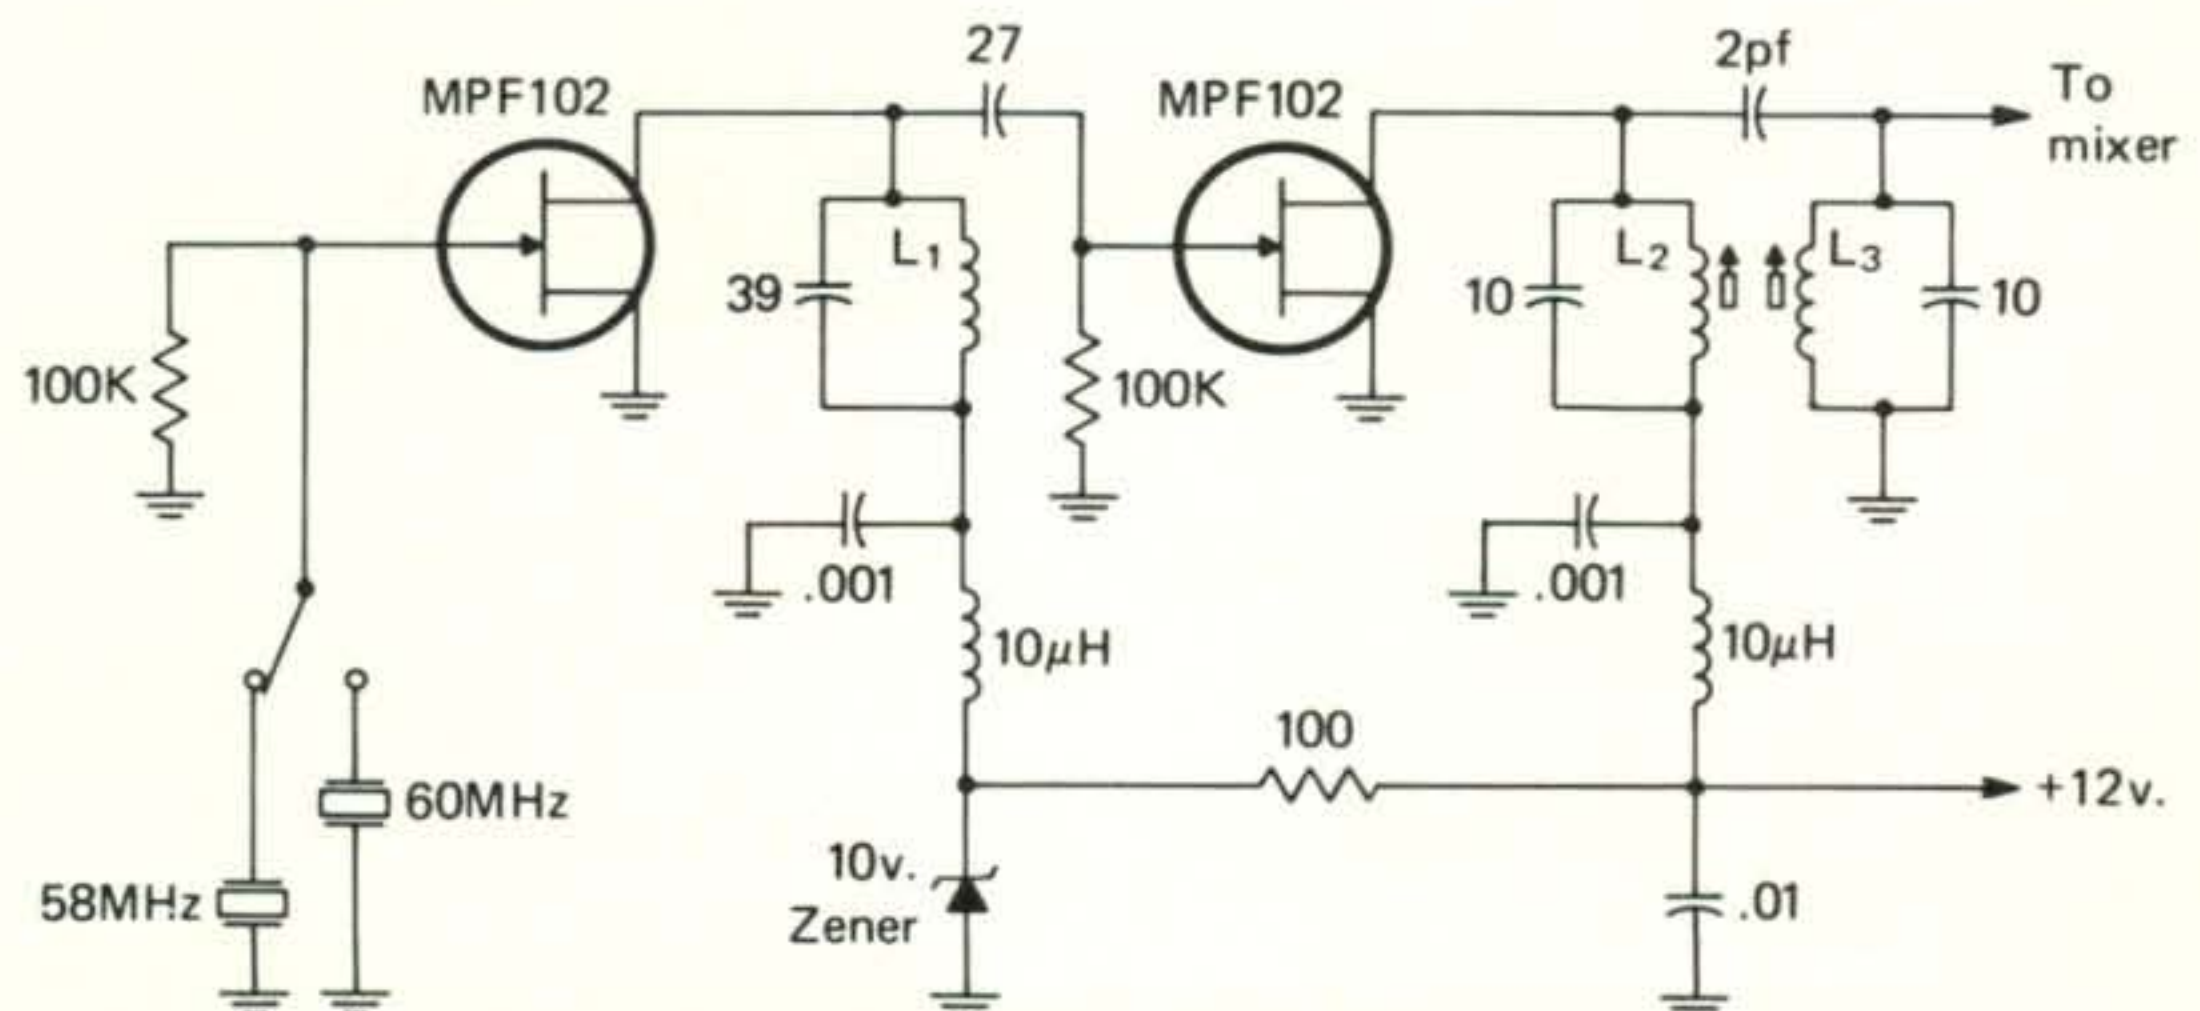 27
2pf
MPF102
MPF102
To
mixer
L1
L2
L3
39
10
10
100K
100K
.001
.001
10μH
10μH
100
60MHz
+12v.
10v.
Zener
58MHz
.01